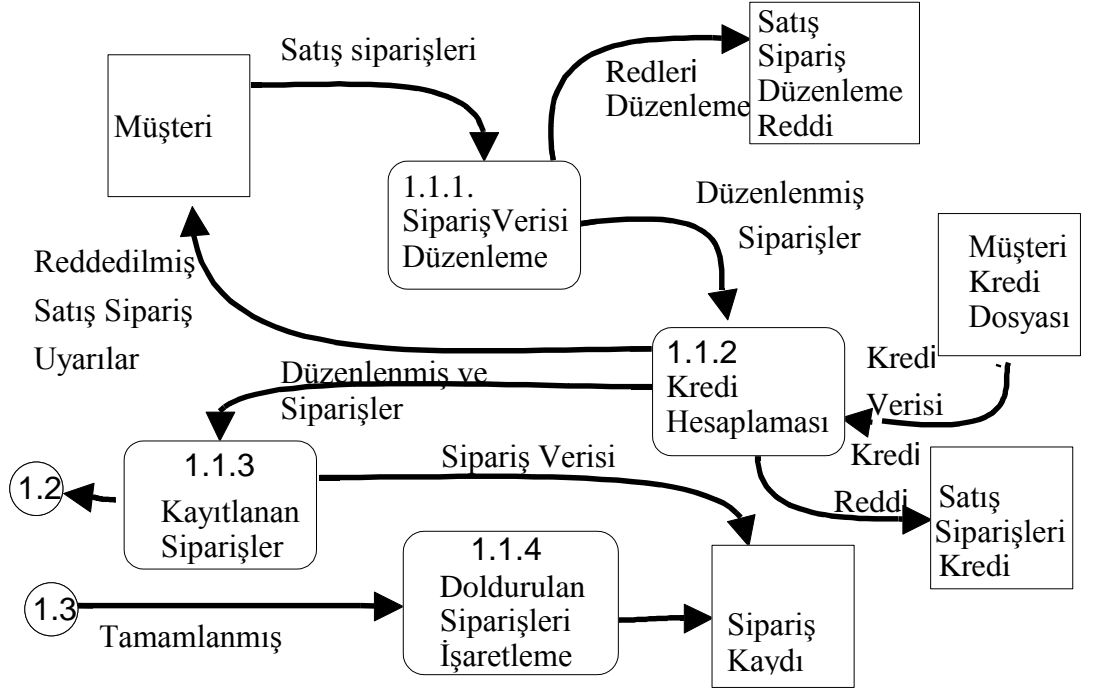 Satış siparişleri
Müşteri
Redleri
Düzenleme
Satış
Sipariş
Düzenleme
Reddi
1.1.1.
SiparişVerisi
Düzenleme
Düzenlenmiş
Siparişler
Müşteri
Kredi
Dosyası
Reddedilmiş
Satış Sipariş
Uyarılar
1.1.2
Kredi
Hesaplaması
Kredi
Verisi
Düzenlenmiş ve
Siparişler
1.1.3
Kayıtlanan
Siparişler
1.2
Sipariş Verisi
Kredi
Reddi
Satış
Siparişleri
Kredi
1.1.4
Doldurulan
Siparişleri
İşaretleme
1.3
Tamamlanmış
Sipariş
Kaydı